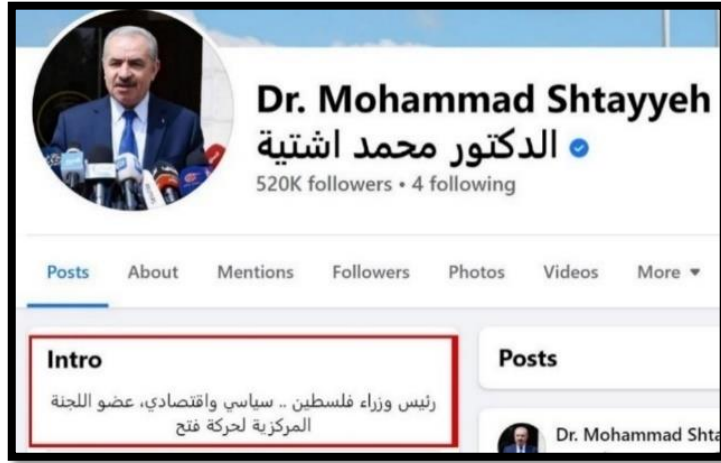 Dr. Mohammad Shtayyeh
الدكتور محمد اشتية
520K followers • 4 following
Posts About Mentions Followers Photos Videos More
Intro
رئيس وزراء فلسطين .. سياسي واقتصادي، عضو اللجنة
المركزية لحركة فتح
Posts
Dr. Mohammad Shta